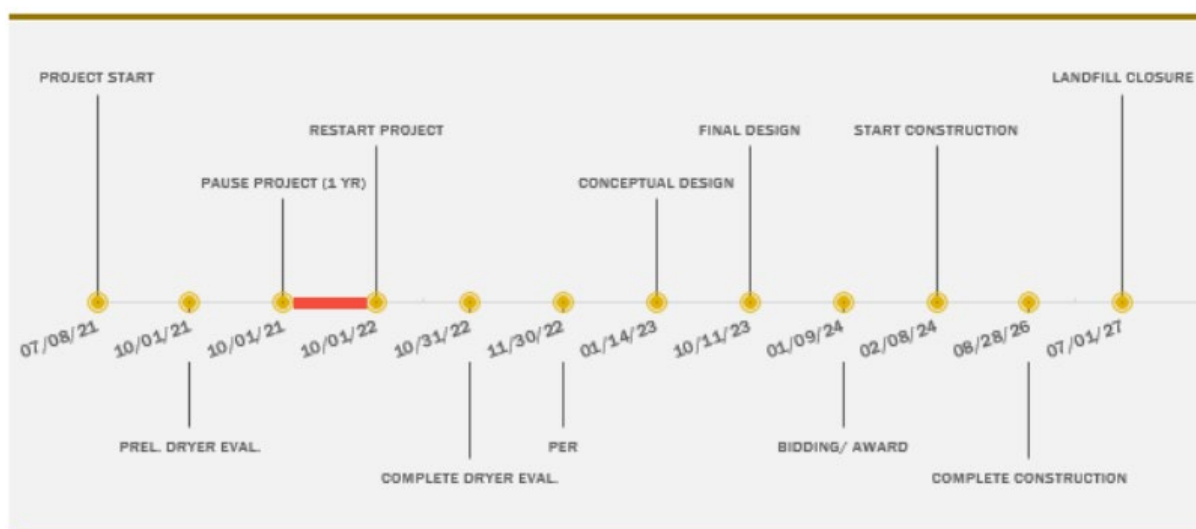 PROJECT START
LANDFILL CLOSURE
RESTART PROJECT
FINAL DESIGN
START CONSTRUCTION
PAUSE PROJECT (1 YR)
CONCEPTUAL DESIGN
07/08/21
10/01/21
10/01/21
10/01/22
10/31/22
11/30/22
01/14/23
10/11/23
01/09/24
02/08/24
08/28/26
07/01/27
PREL. DRYER EVAL.
PER
BIDDING/ AWARD
COMPLETE DRYER EVAL.
COMPLETE CONSTRUCTION